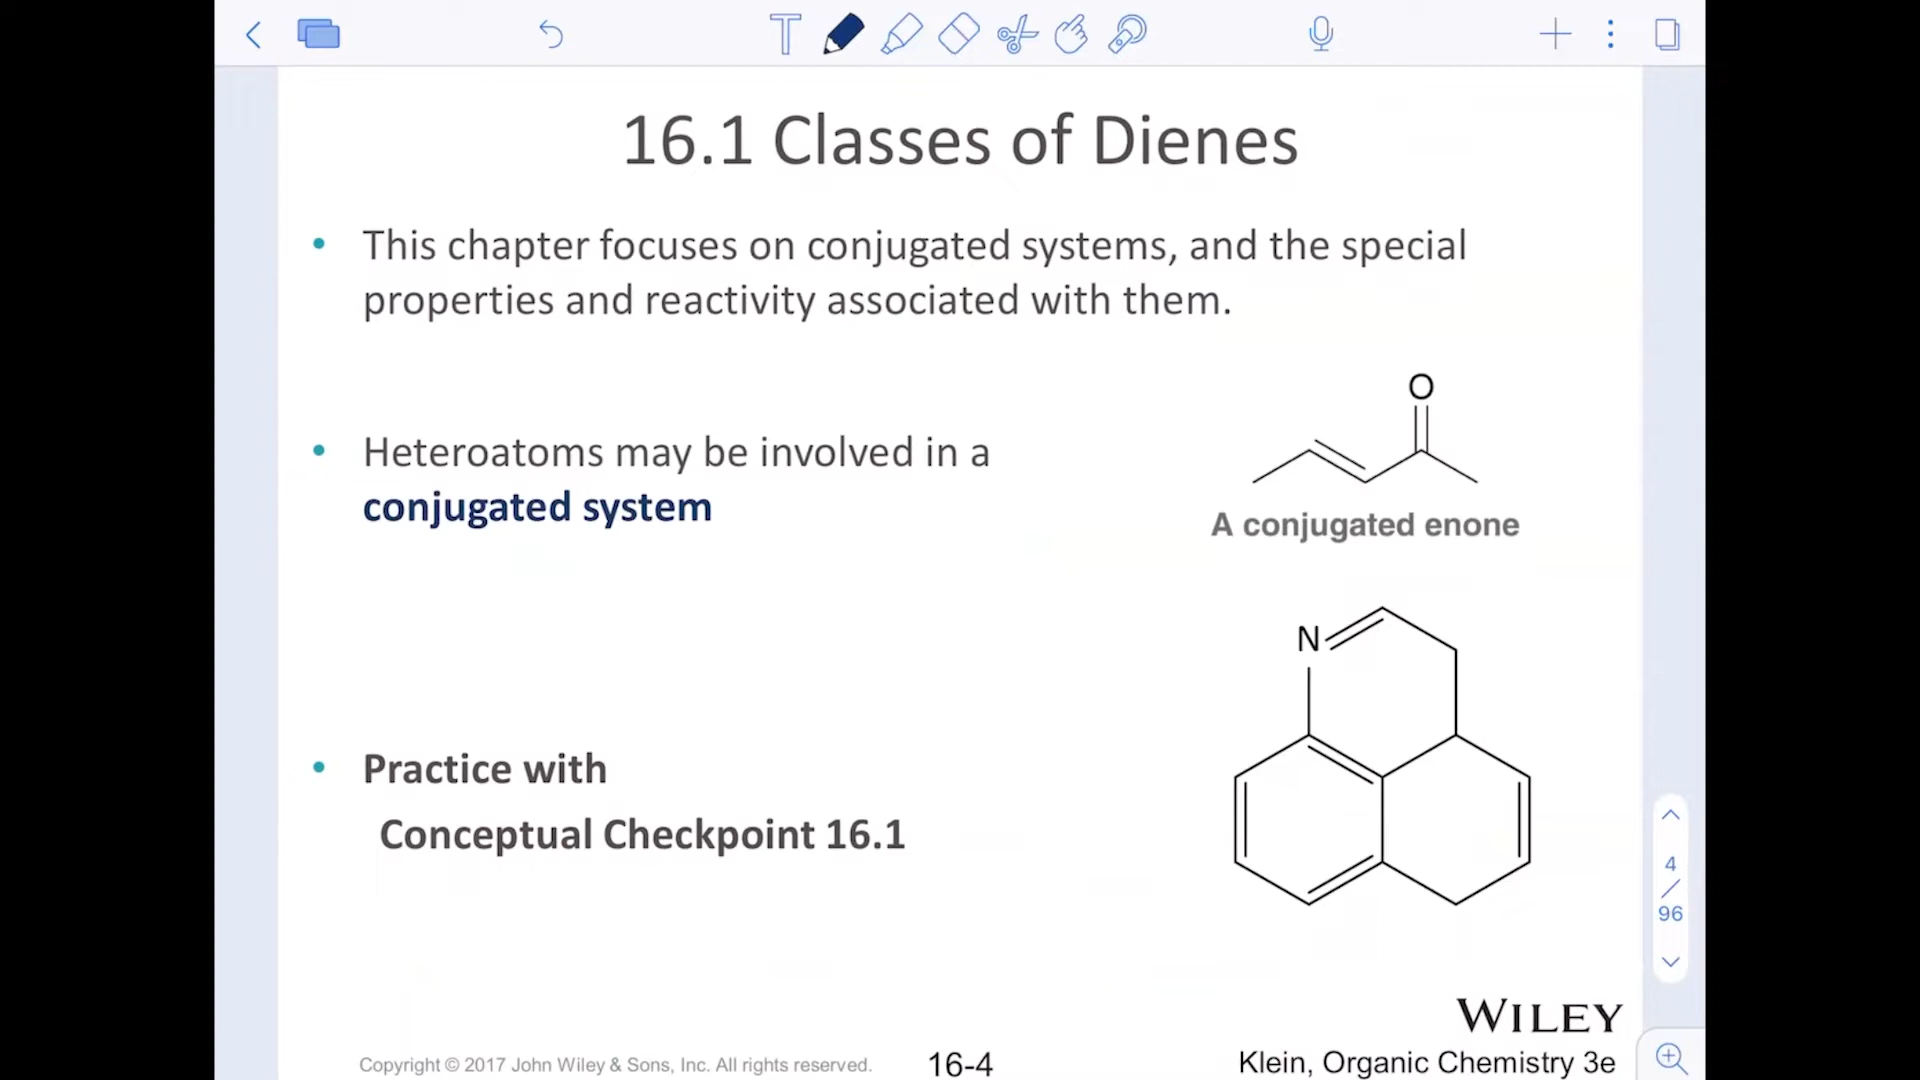 T
16.1 Classes of Dienes
• This chapter focuses on conjugated systems, and the special
properties and reactivity associated with them.
O
• Heteroatoms may be involved in a
conjugated system
A conjugated enone
N
• Practice with
Conceptual Checkpoint 16.1
4
/
96
WILEY
Copyright © 2017 John Wiley & Sons, Inc. All rights reserved.
16-4
Klein, Organic Chemistry 3e